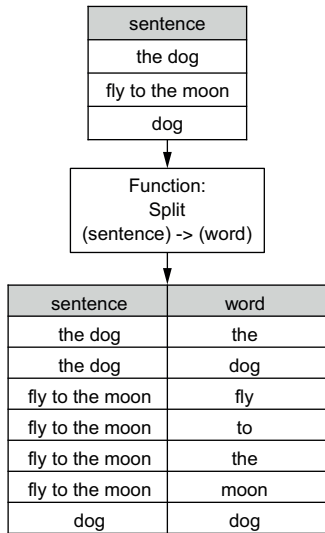 sentence
the dog
fly to the moon
dog
Function:
Split
(sentence) -> (word)
sentence word
the dog the
the dog dog
fly to the moon fly
fly to the moon to
fly to the moon the
fly to the moon moon
dog dog